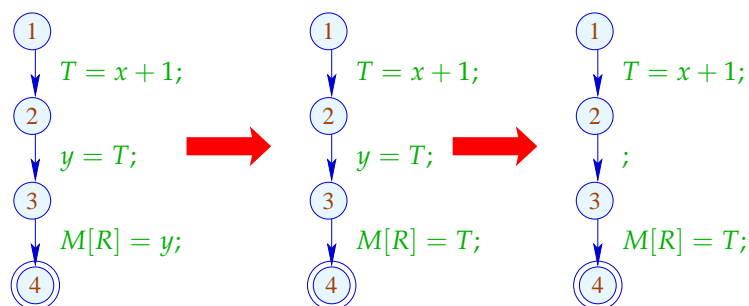 1 1 1
T = x + 1; T = x + 1; T = x + 1;
2 2 2
y = T; y = T; ;
3 3 3
M[R] = y; M[R] = T; M[R] = T;
4 4 4